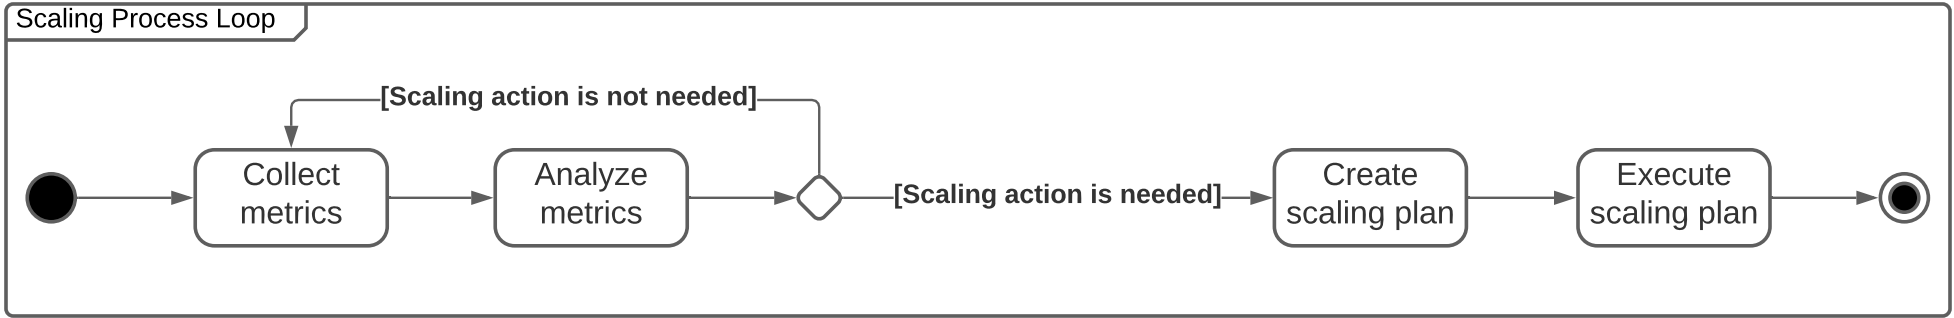 Scaling Process Loop
[Scaling action is not needed]
Collect
metrics
Analyze
metrics
[Scaling action is needed]
Create
scaling plan
Execute
scaling plan